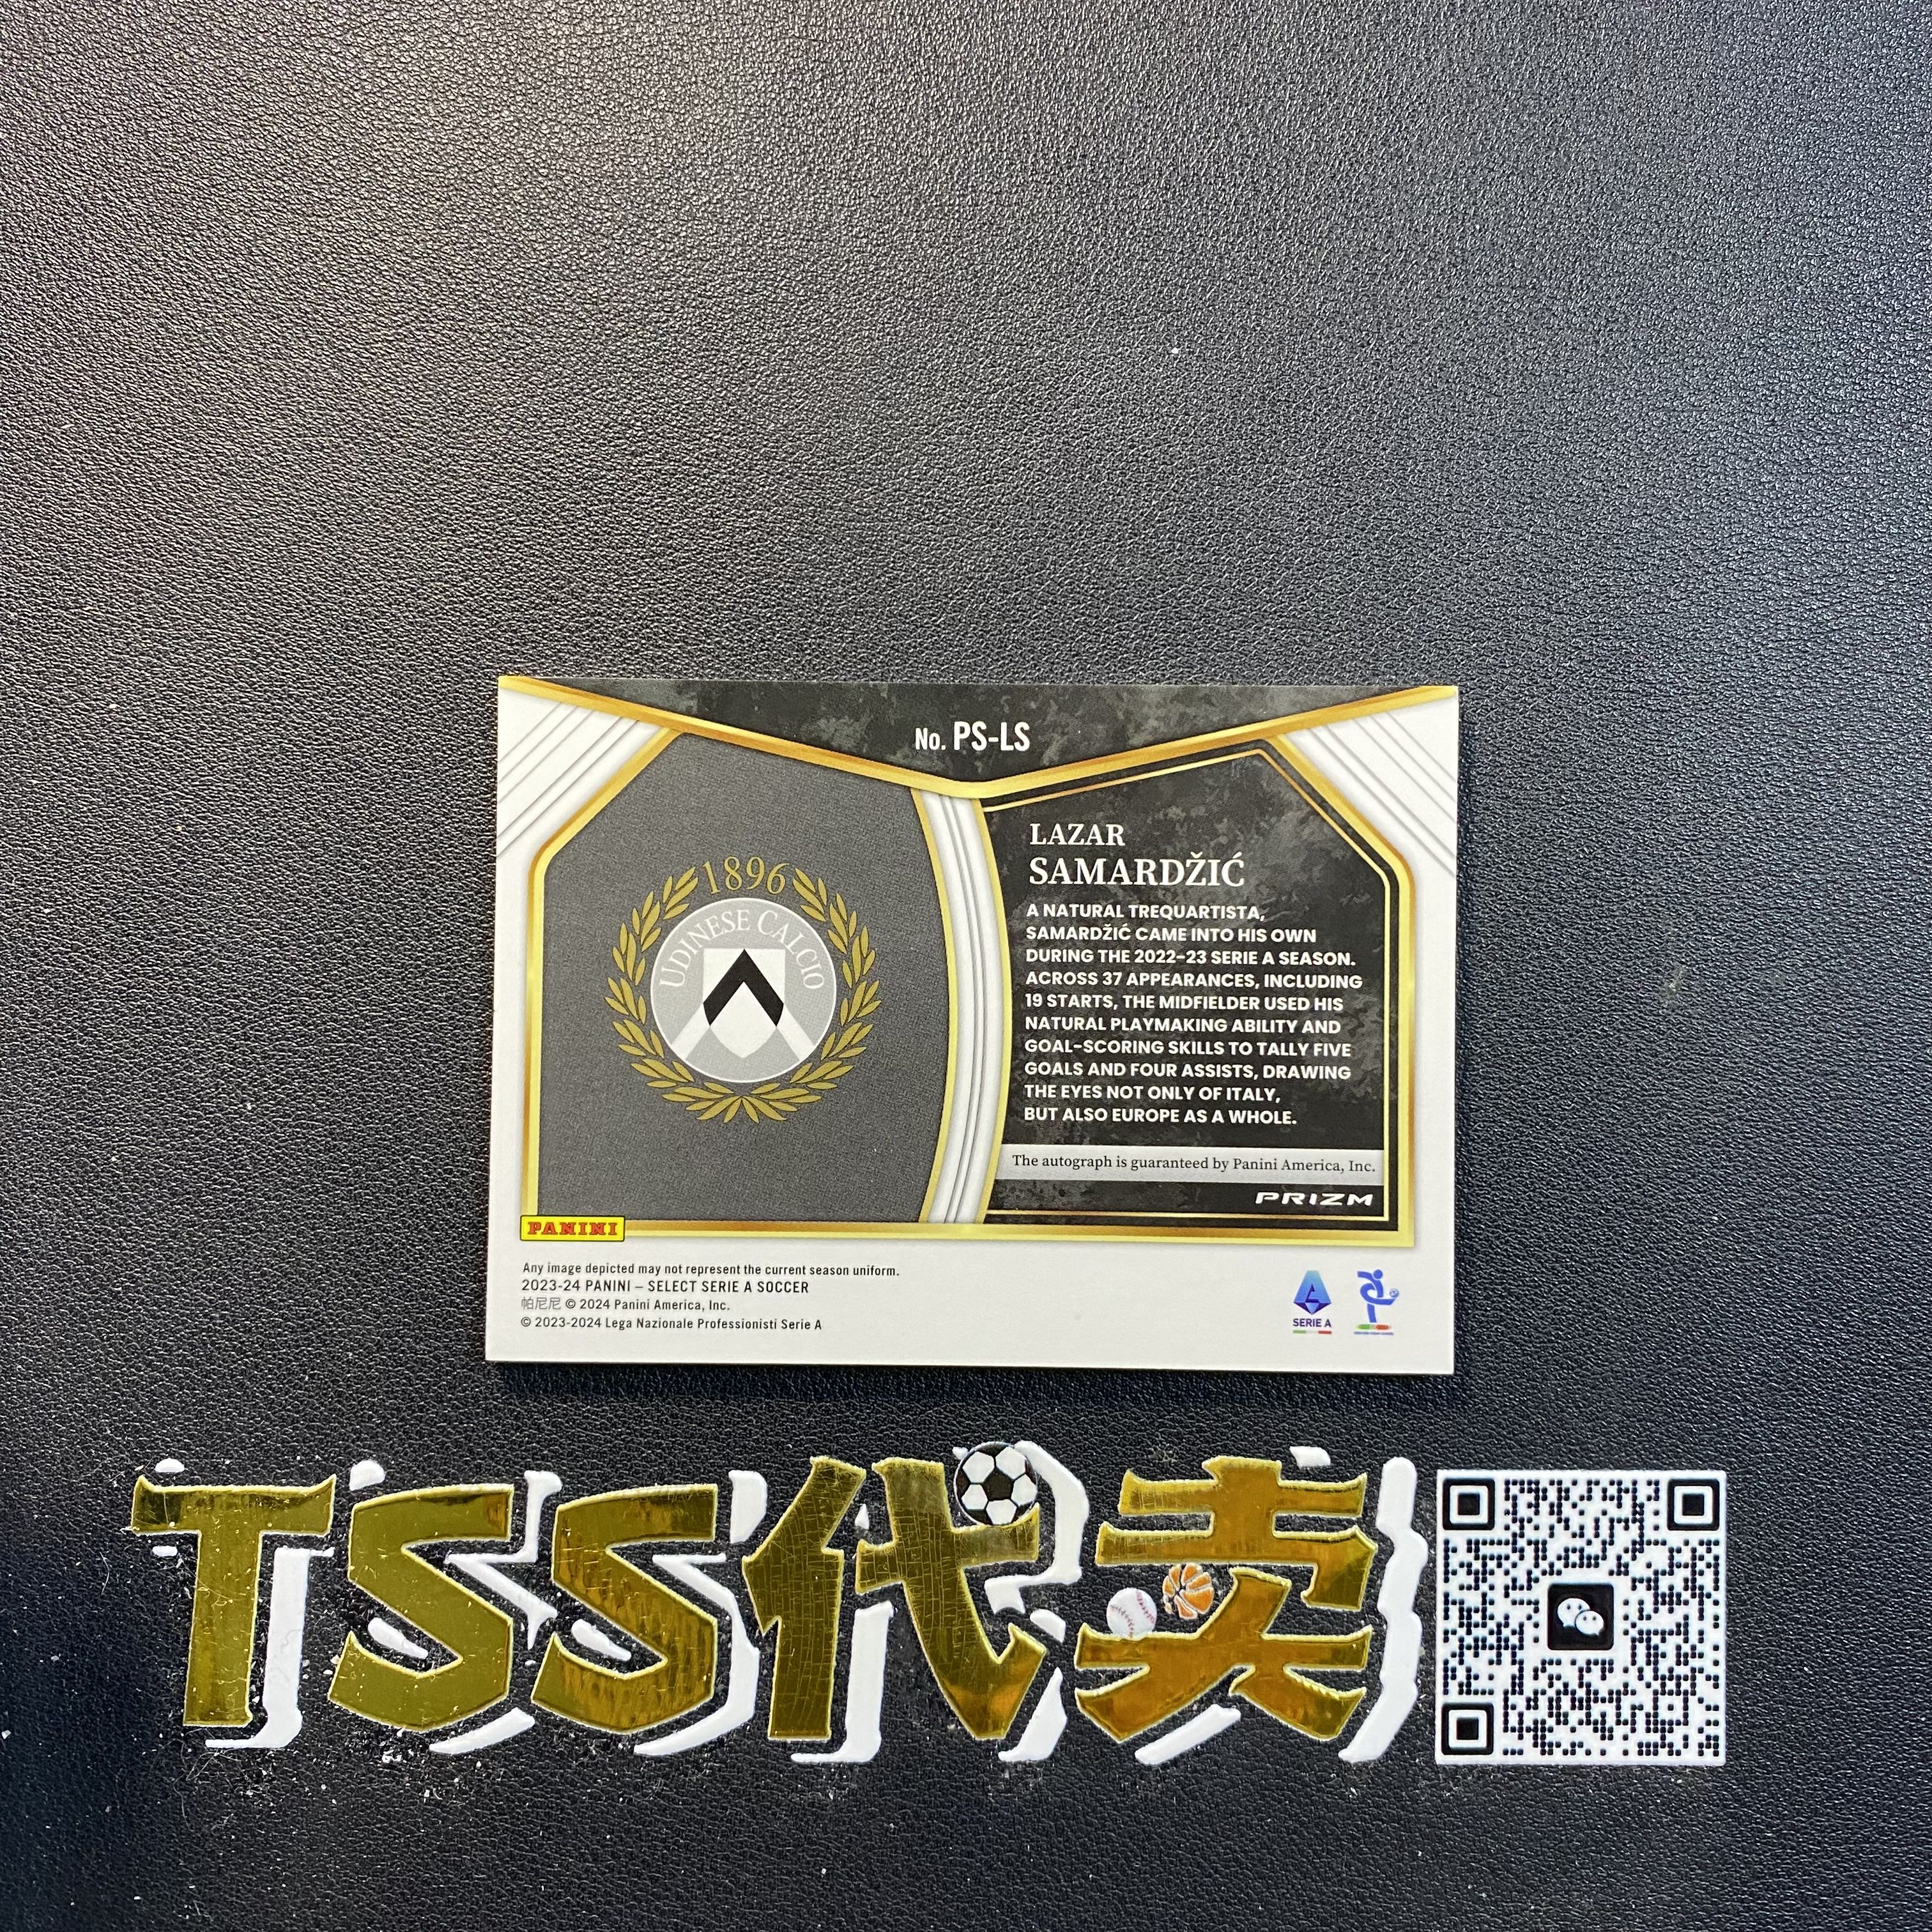 No. PS-LS
1896
UDINESE CALCIO
LAZAR
SAMARDŽIĆ
A NATURAL TREQUARTISTA,
SAMARDŽIĆ CAME INTO HIS OWN
DURING THE 2022-23 SERIE A SEASON.
ACROSS 37 APPEARANCES, INCLUDING
19 STARTS, THE MIDFIELDER USED HIS
NATURAL PLAYMAKING ABILITY AND
GOAL-SCORING SKILLS TO TALLY FIVE
GOALS AND FOUR ASSISTS, DRAWING
THE EYES NOT ONLY OF ITALY,
BUT ALSO EUROPE AS A WHOLE.
The autograph is guaranteed by Panini America, Inc.
PRIZM
PANINI
Any image depicted may not represent the current season uniform.
2023-24 PANINI – SELECT SERIE A SOCCER
帕尼尼 © 2024 Panini America, Inc.
© 2023-2024 Lega Nazionale Professionisti Serie A
SERIE A
TSS代卖